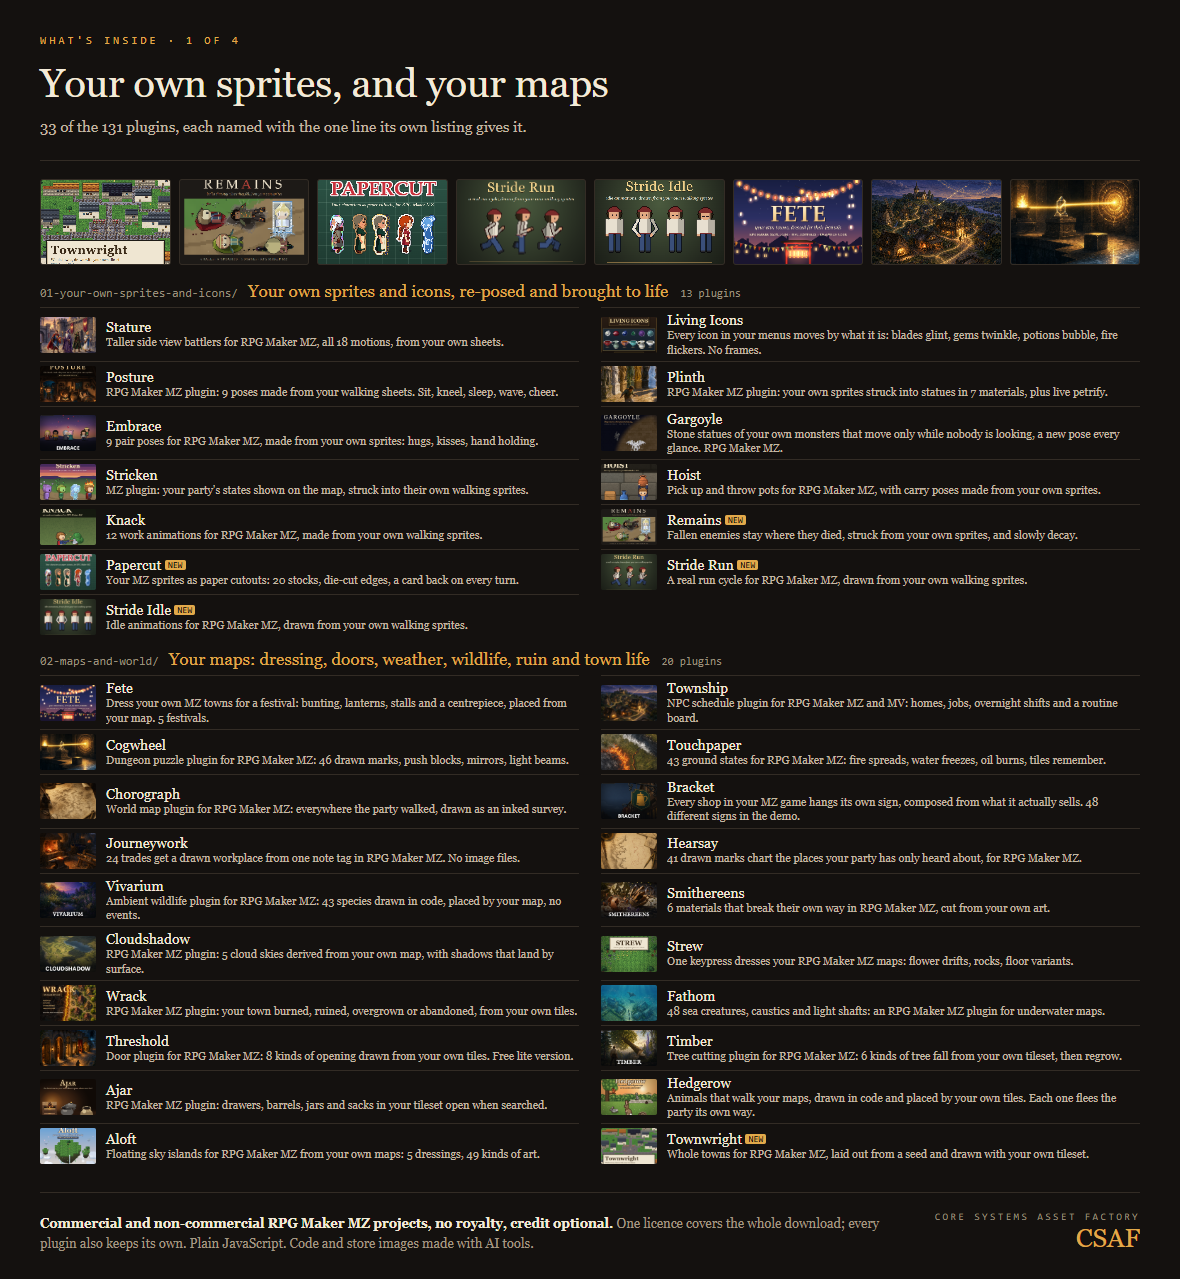 WHAT'S INSIDE · 1 OF 4
Your own sprites, and your maps
33 of the 131 plugins, each named with the one line its own listing gives it.
Townwright
REMAINS
PAPERCUT
Stride Run
Stride Idle
FETE
01-your-own-sprites-and-icons/ Your own sprites and icons, re-posed and brought to life 13 plugins
Stature
Taller side view battlers for RPG Maker MZ, all 18 motions, from your own sheets.
LIVING ICONS
Living Icons
Every icon in your menus moves by what it is: blades glint, gems twinkle, potions bubble, fire
flickers. No frames.
POSTURE
Posture
RPG Maker MZ plugin: 9 poses made from your walking sheets. Sit, kneel, sleep, wave, cheer.
Plinth
RPG Maker MZ plugin: your own sprites struck into statues in 7 materials, plus live petrify.
EMBRACE
Embrace
9 pair poses for RPG Maker MZ, made from your own sprites: hugs, kisses, hand holding.
GARGOYLE
Gargoyle
Stone statues of your own monsters that move only while nobody is looking, a new pose every
glance. RPG Maker MZ.
Stricken
Stricken
MZ plugin: your party's states shown on the map, struck into their own walking sprites.
HOIST
Hoist
Pick up and throw pots for RPG Maker MZ, with carry poses made from your own sprites.
KNACK
Knack
12 work animations for RPG Maker MZ, made from your own walking sprites.
REMAINS
Remains NEW
Fallen enemies stay where they died, struck from your own sprites, and slowly decay.
PAPERCUT
Papercut NEW
Your MZ sprites as paper cutouts: 20 stocks, die-cut edges, a card back on every turn.
Stride Run
Stride Run NEW
A real run cycle for RPG Maker MZ, drawn from your own walking sprites.
Stride Idle
Stride Idle NEW
Idle animations for RPG Maker MZ, drawn from your own walking sprites.
02-maps-and-world/ Your maps: dressing, doors, weather, wildlife, ruin and town life 20 plugins
FETE
Fete
Dress your own MZ towns for a festival: bunting, lanterns, stalls and a centrepiece, placed from
your map. 5 festivals.
Township
NPC schedule plugin for RPG Maker MZ and MV: homes, jobs, overnight shifts and a routine
board.
Cogwheel
Dungeon puzzle plugin for RPG Maker MZ: 46 drawn marks, push blocks, mirrors, light beams.
Touchpaper
43 ground states for RPG Maker MZ: fire spreads, water freezes, oil burns, tiles remember.
Chorograph
World map plugin for RPG Maker MZ: everywhere the party walked, drawn as an inked survey.
BRACKET
Bracket
Every shop in your MZ game hangs its own sign, composed from what it actually sells. 48
different signs in the demo.
Journeywork
24 trades get a drawn workplace from one note tag in RPG Maker MZ. No image files.
Hearsay
41 drawn marks chart the places your party has only heard about, for RPG Maker MZ.
VIVARIUM
Vivarium
Ambient wildlife plugin for RPG Maker MZ: 43 species drawn in code, placed by your map, no
events.
SMITHEREENS
Smithereens
6 materials that break their own way in RPG Maker MZ, cut from your own art.
CLOUDSHADOW
Cloudshadow
RPG Maker MZ plugin: 5 cloud skies derived from your own map, with shadows that land by
surface.
STREW
Strew
One keypress dresses your RPG Maker MZ maps: flower drifts, rocks, floor variants.
WRACK
Wrack
RPG Maker MZ plugin: your town burned, ruined, overgrown or abandoned, from your own tiles.
Fathom
48 sea creatures, caustics and light shafts: an RPG Maker MZ plugin for underwater maps.
Threshold
Door plugin for RPG Maker MZ: 8 kinds of opening drawn from your own tiles. Free lite version.
TIMBER
Timber
Tree cutting plugin for RPG Maker MZ: 6 kinds of tree fall from your own tileset, then regrow.
AJAR
Ajar
RPG Maker MZ plugin: drawers, barrels, jars and sacks in your tileset open when searched.
Hedgerow
Animals that walk your maps, drawn in code and placed by your own tiles. Each one flees the
party its own way.
Aloft
Floating sky islands for RPG Maker MZ from your own maps: 5 dressings, 49 kinds of art.
Townwright
Townwright NEW
Whole towns for RPG Maker MZ, laid out from a seed and drawn with your own tileset.
Commercial and non-commercial RPG Maker MZ projects, no royalty, credit optional. One licence covers the whole download; every
plugin also keeps its own. Plain JavaScript. Code and store images made with AI tools.
CORE SYSTEMS ASSET FACTORY
CSAF